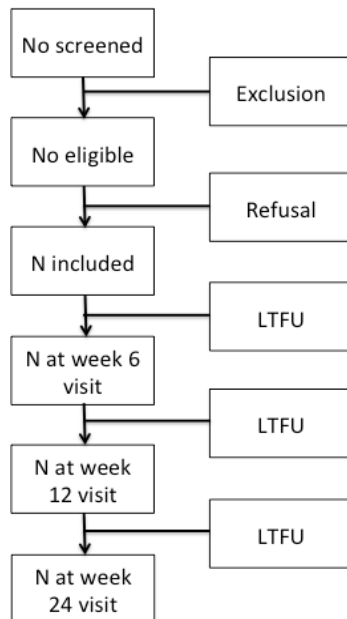 No screened
Exclusion
No eligible
Refusal
N included
LTFU
N at week 6
visit
LTFU
N at week
12 visit
LTFU
N at week
24 visit